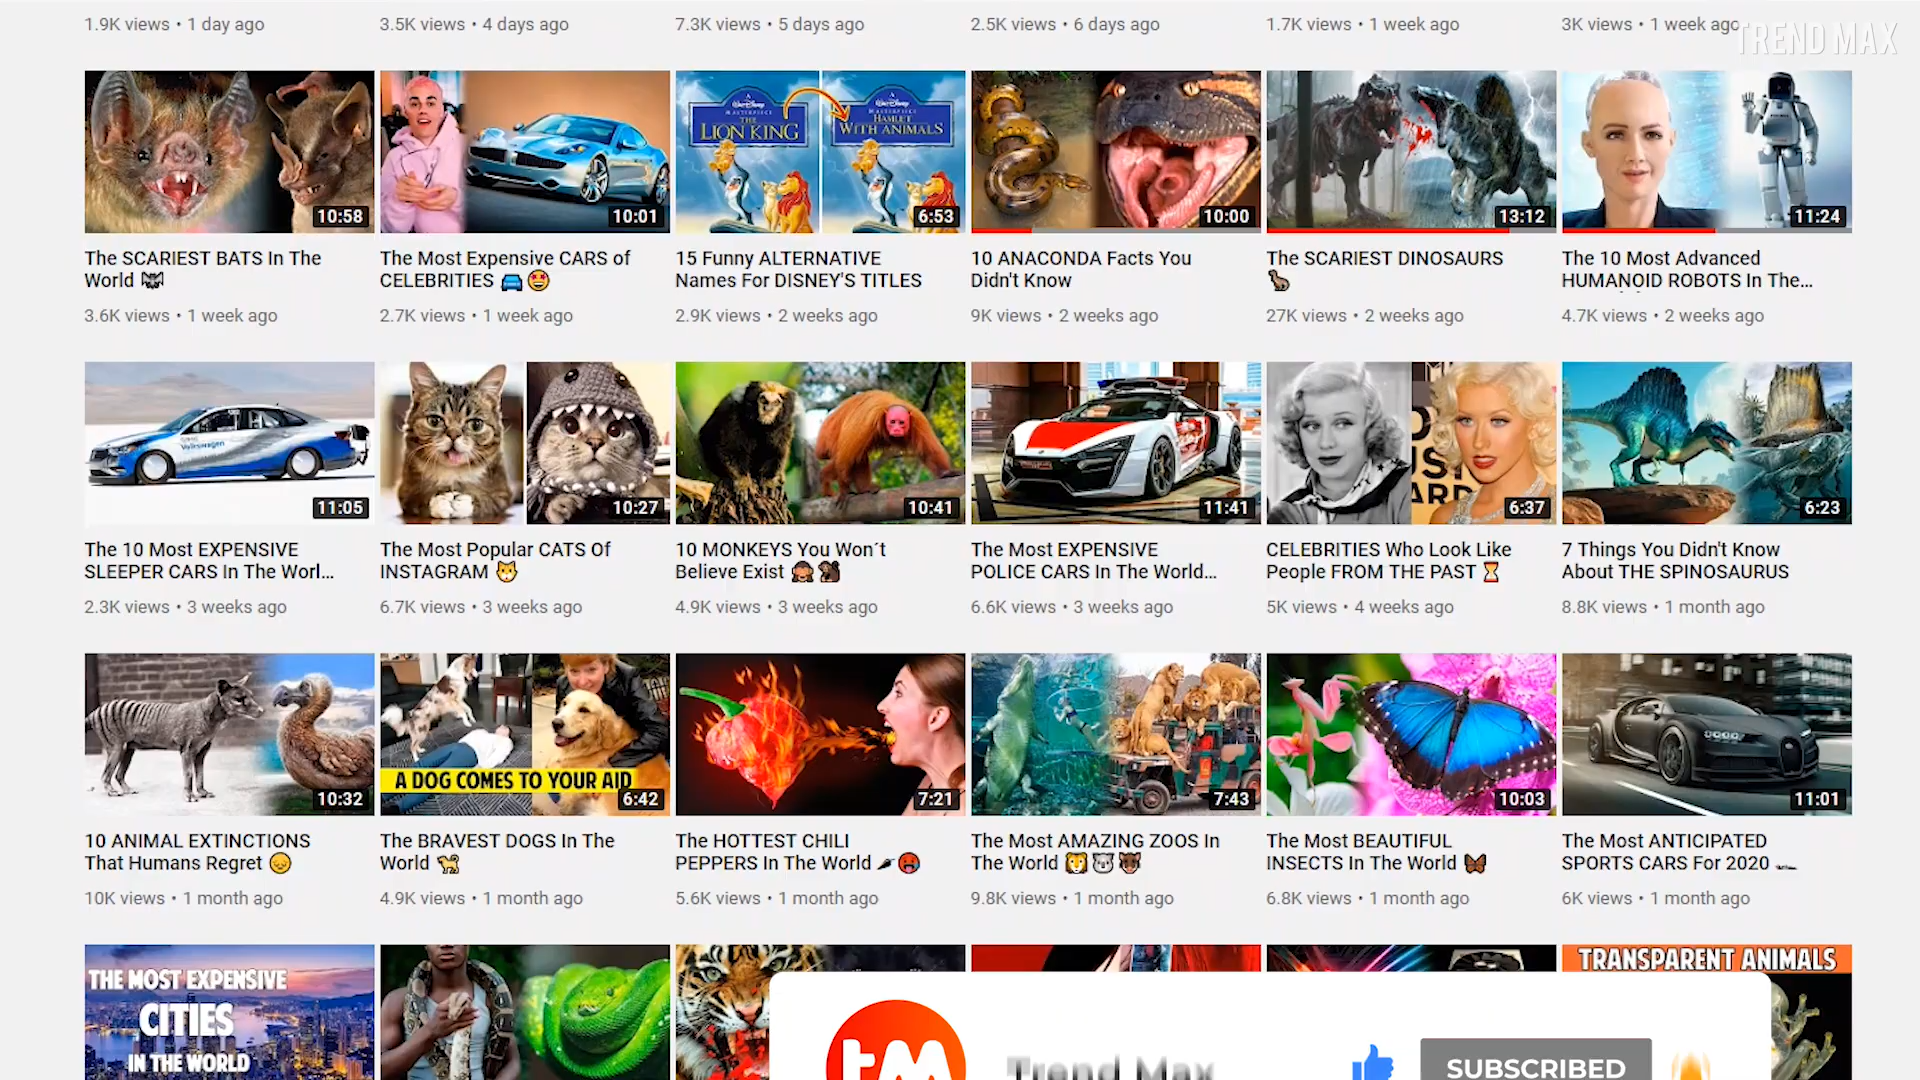 1.9K views • 1 day ago
3.5K views • 4 days ago
7.3K views • 5 days ago
2.5K views • 6 days ago
1.7K views • 1 week ago
3K views • 1 week ago
TREND MAX
Walt Disney
MASTERPIECE
THE
LION KING
Walt Disney
MASTERPIECE
HAMLET
WITH ANIMALS
10:58
10:01
6:53
10:00
13:12
11:24
The SCARIEST BATS In The
World 🦇
3.6K views • 1 week ago
The Most Expensive CARS of
CELEBRITIES 🚘🤩
2.7K views • 1 week ago
15 Funny ALTERNATIVE
Names For DISNEY'S TITLES
2.9K views • 2 weeks ago
10 ANACONDA Facts You
Didn't Know
9K views • 2 weeks ago
The SCARIEST DINOSAURS
🦕
27K views • 2 weeks ago
The 10 Most Advanced
HUMANOID ROBOTS In The...
4.7K views • 2 weeks ago
Volkswagen
11:05
10:27
10:41
11:41
6:37
6:23
The 10 Most EXPENSIVE
SLEEPER CARS In The Worl...
2.3K views • 3 weeks ago
The Most Popular CATS Of
INSTAGRAM 🐱
6.7K views • 3 weeks ago
10 MONKEYS You Won´t
Believe Exist 🙈🐒
4.9K views • 3 weeks ago
The Most EXPENSIVE
POLICE CARS In The World...
6.6K views • 3 weeks ago
CELEBRITIES Who Look Like
People FROM THE PAST ⏳
5K views • 4 weeks ago
7 Things You Didn't Know
About THE SPINOSAURUS
8.8K views • 1 month ago
A DOG COMES TO YOUR AID
10:32
6:42
7:21
7:43
10:03
11:01
10 ANIMAL EXTINCTIONS
That Humans Regret 😞
10K views • 1 month ago
The BRAVEST DOGS In The
World 🐕
4.9K views • 1 month ago
The HOTTEST CHILI
PEPPERS In The World 🌶🥵
5.6K views • 1 month ago
The Most AMAZING ZOOS In
The World 🦁🐨🐯
9.8K views • 1 month ago
The Most BEAUTIFUL
INSECTS In The World 🦋
6.8K views • 1 month ago
The Most ANTICIPATED
SPORTS CARS For 2020 🏎
6K views • 1 month ago
THE MOST EXPENSIVE
CITIES
IN THE WORLD
TRANSPARENT ANIMALS
tM
Trend Max
SUBSCRIBED